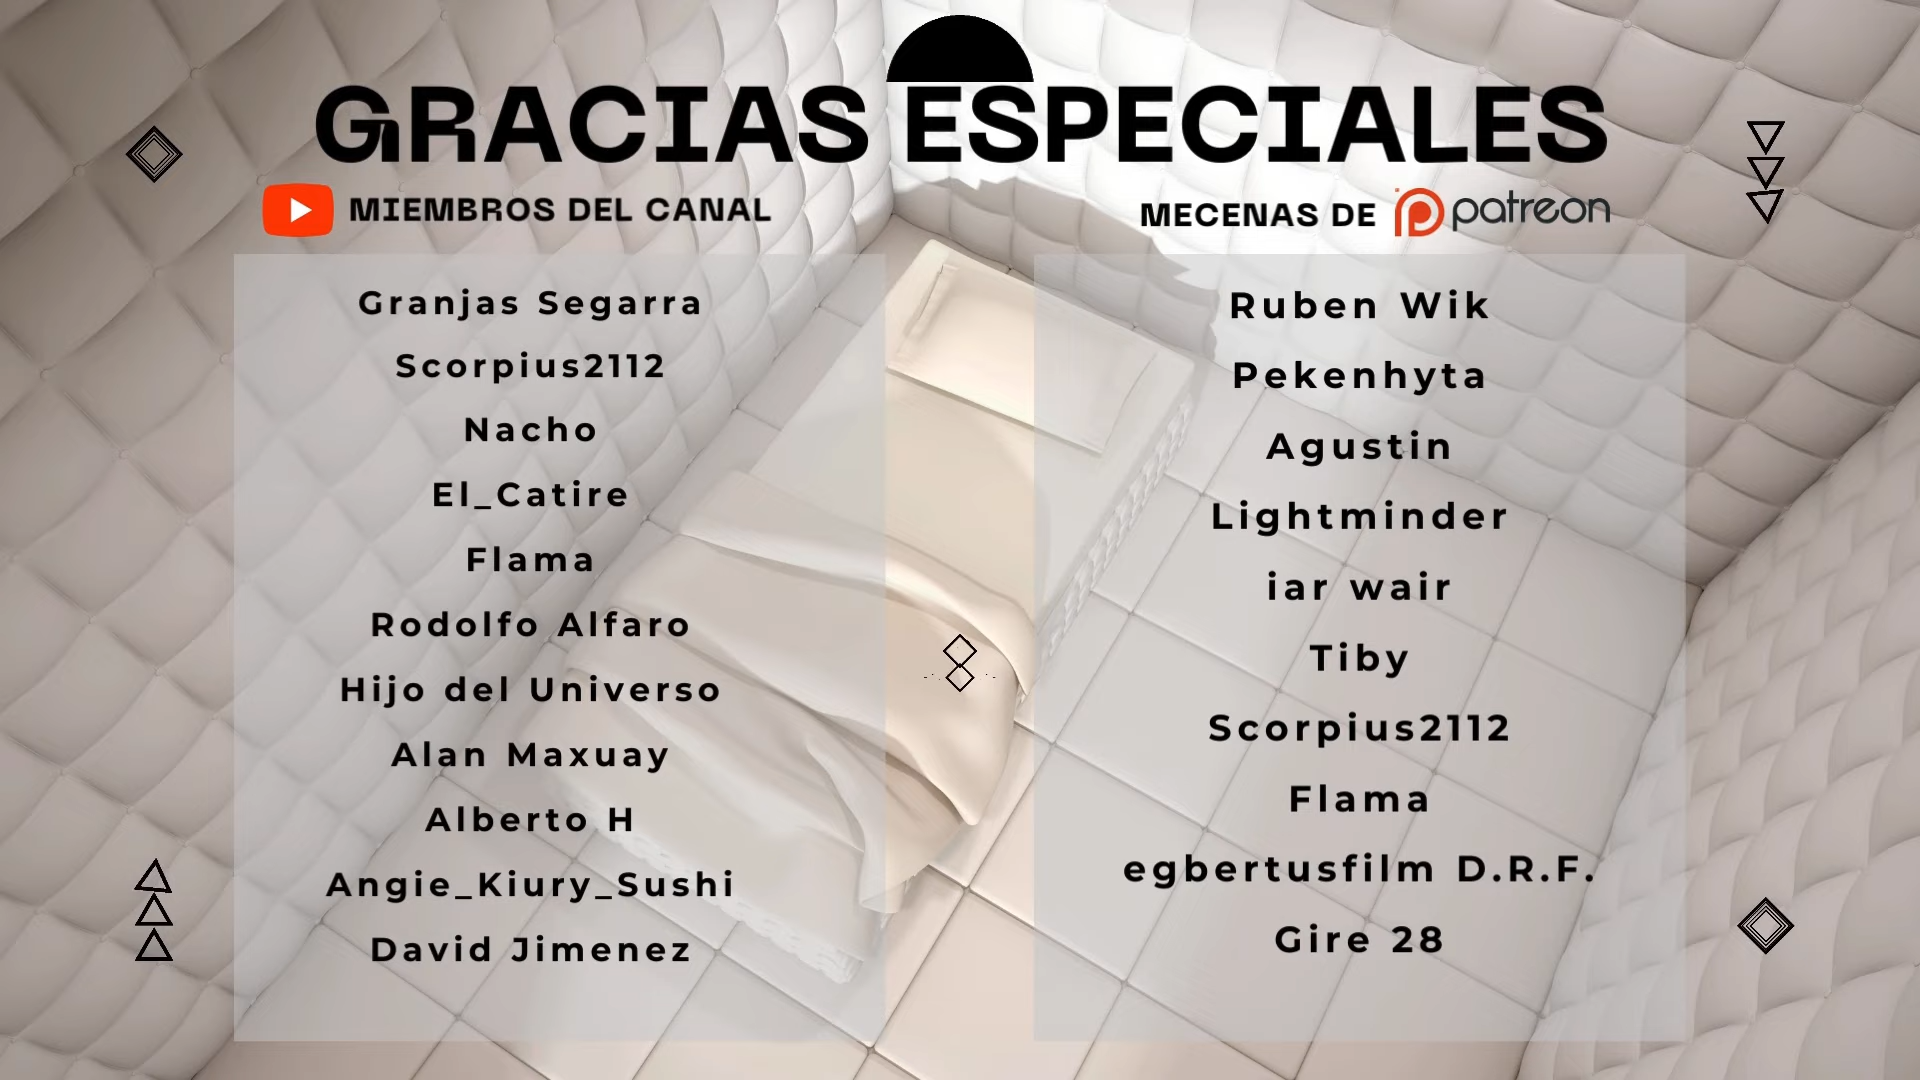 GRACIAS ESPECIALES
MIEMBROS DEL CANAL
Granjas Segarra
Scorpius2112
Nacho
El_Catire
Flama
Rodolfo Alfaro
Hijo del Universo
Alan Maxuay
Alberto H
Angie_Kiury_Sushi
David Jimenez
MECENAS DE patreon
Ruben Wik
Pekenhyta
Agustin
Lightminder
iar wair
Tiby
Scorpius2112
Flama
egbertusfilm D.R.F.
Gire 28